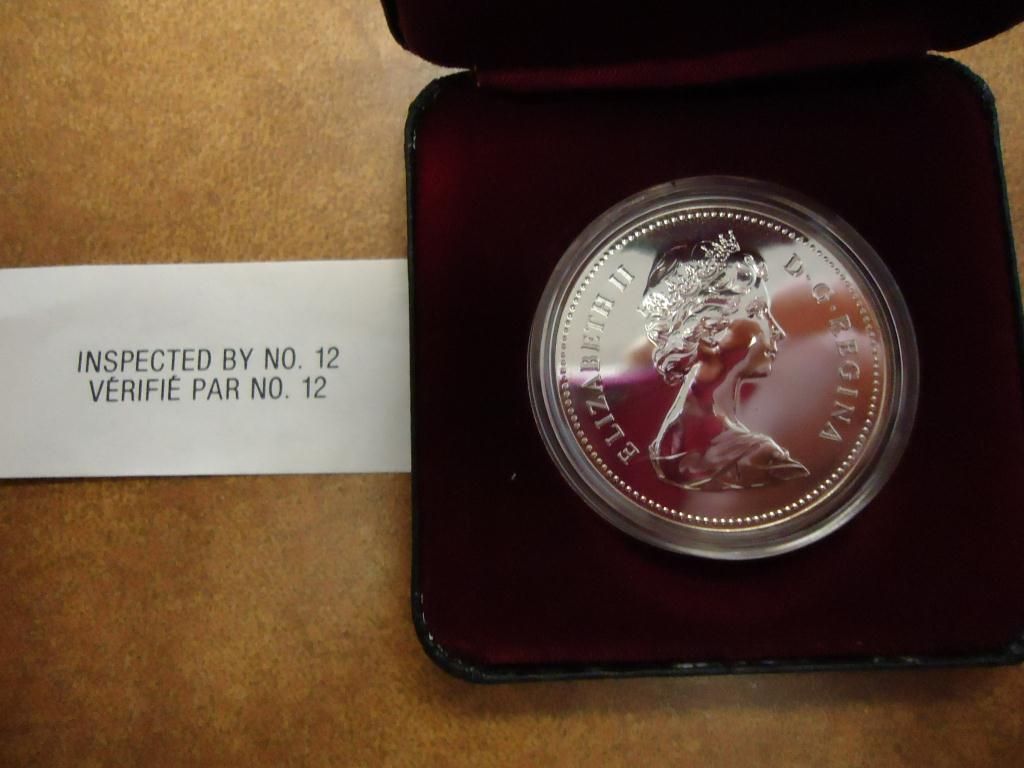 INSPECTED BY NO. 12
VÉRIFIÉ PAR NO. 12
ELIZABETH II D·G·REGINA